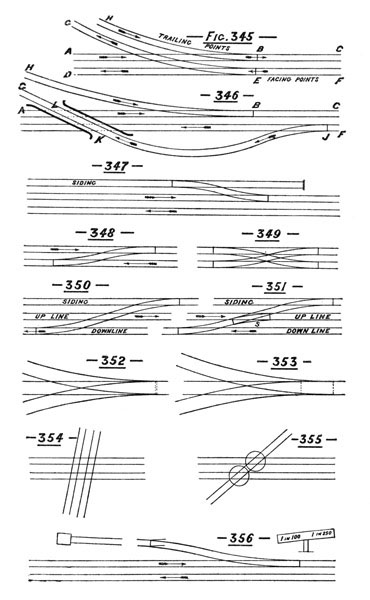 H
C
FIG. 345
TRAILING POINTS
A B C
D E F
FACING POINTS
H
346
G
A L B C
K J F
347
SIDING
348 349
350 351
SIDING SIDING
UP LINE UP LINE
S
DOWNLINE DOWN LINE
352 353
354 355
356
1 IN 100 1 IN 250